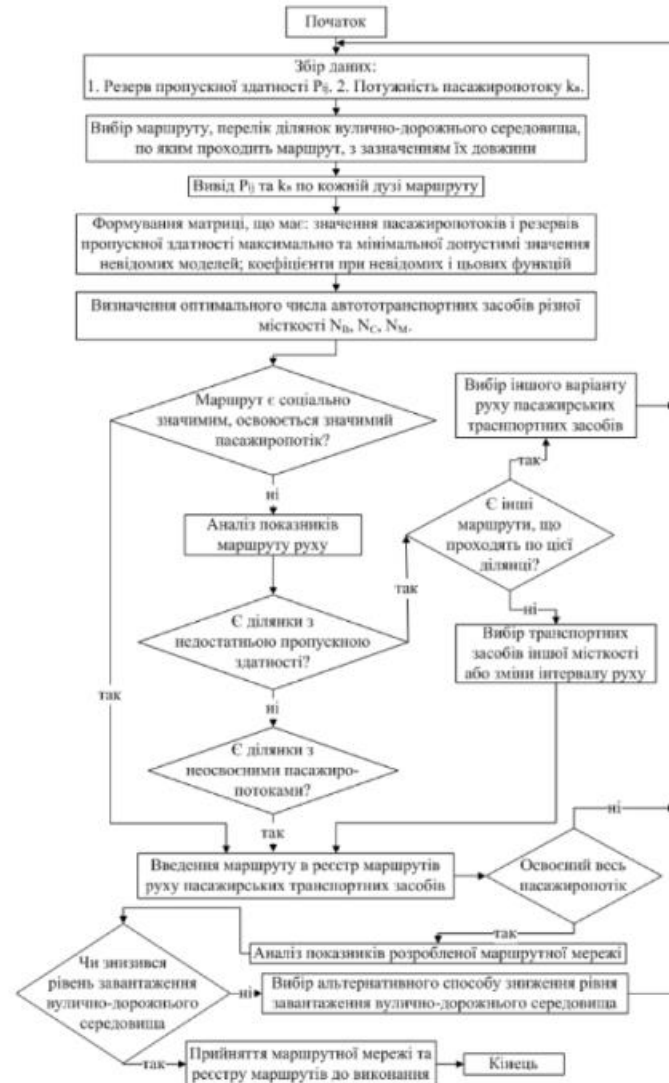 Початок
Збір даних:
1. Резерв пропускної здатності Pij. 2. Потужність пасажиропотоку kв.
Вибір маршруту, перелік ділянок вулично-дорожнього середовища,
по яким проходить маршрут, з зазначенням їх довжини
Вивід Pij та kв по кожній дузі маршруту
Формування матриці, що має: значення пасажиропотоків і резервів
пропускної здатності максимально та мінімальної допустимі значення
невідомих моделей; коефіцієнти при невідомих і цьових функцій
Визначення оптимального числа автототранспортних засобів різної
місткості NВ, NС, NМ.
Маршрут є соціально
значимим, освоюється значимий
пасажиропотік?
Вибір іншого варіанту
руху пасажирських
траснпортних засобів
так
ні
Аналіз показників
маршруту руху
Є інші
маршрути, що
проходять по цієї
ділянці?
так
Є ділянки з
недостатньою пропускною
здатності?
ні
Вибір транспортних
засобів іншої місткості
або зміни інтервалу руху
так
ні
Є ділянки з
неосвоєними пасажиро-
потоками?
так
ні
Введення маршруту в реєстр маршрутів
руху пасажирських транспортних засобів
Освоєний весь
пасажиропотік
так
Аналіз показників розробленої маршрутної мережі
Чи знизився
рівень завантаження
вулично-дорожнього
середовища
ні
Вибір альтернативного способу зниження рівня
завантаження вулично-дорожнього середовища
так
Прийняття маршрутної мережі та
реєстру маршрутів до виконання
Кінець